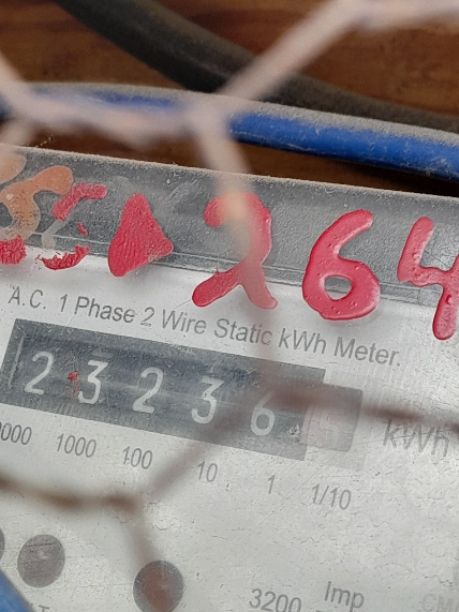 264
A.C. 1 Phase 2 Wire Static kWh Meter.
23236
kWh
1000 100 10 1 1/10
3200 Imp